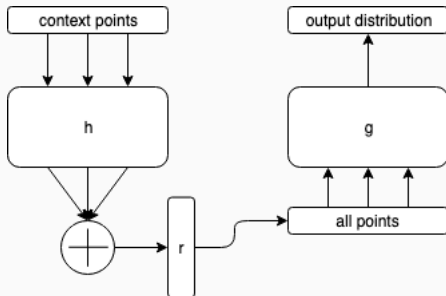 context points
output distribution
h
g
r
all points